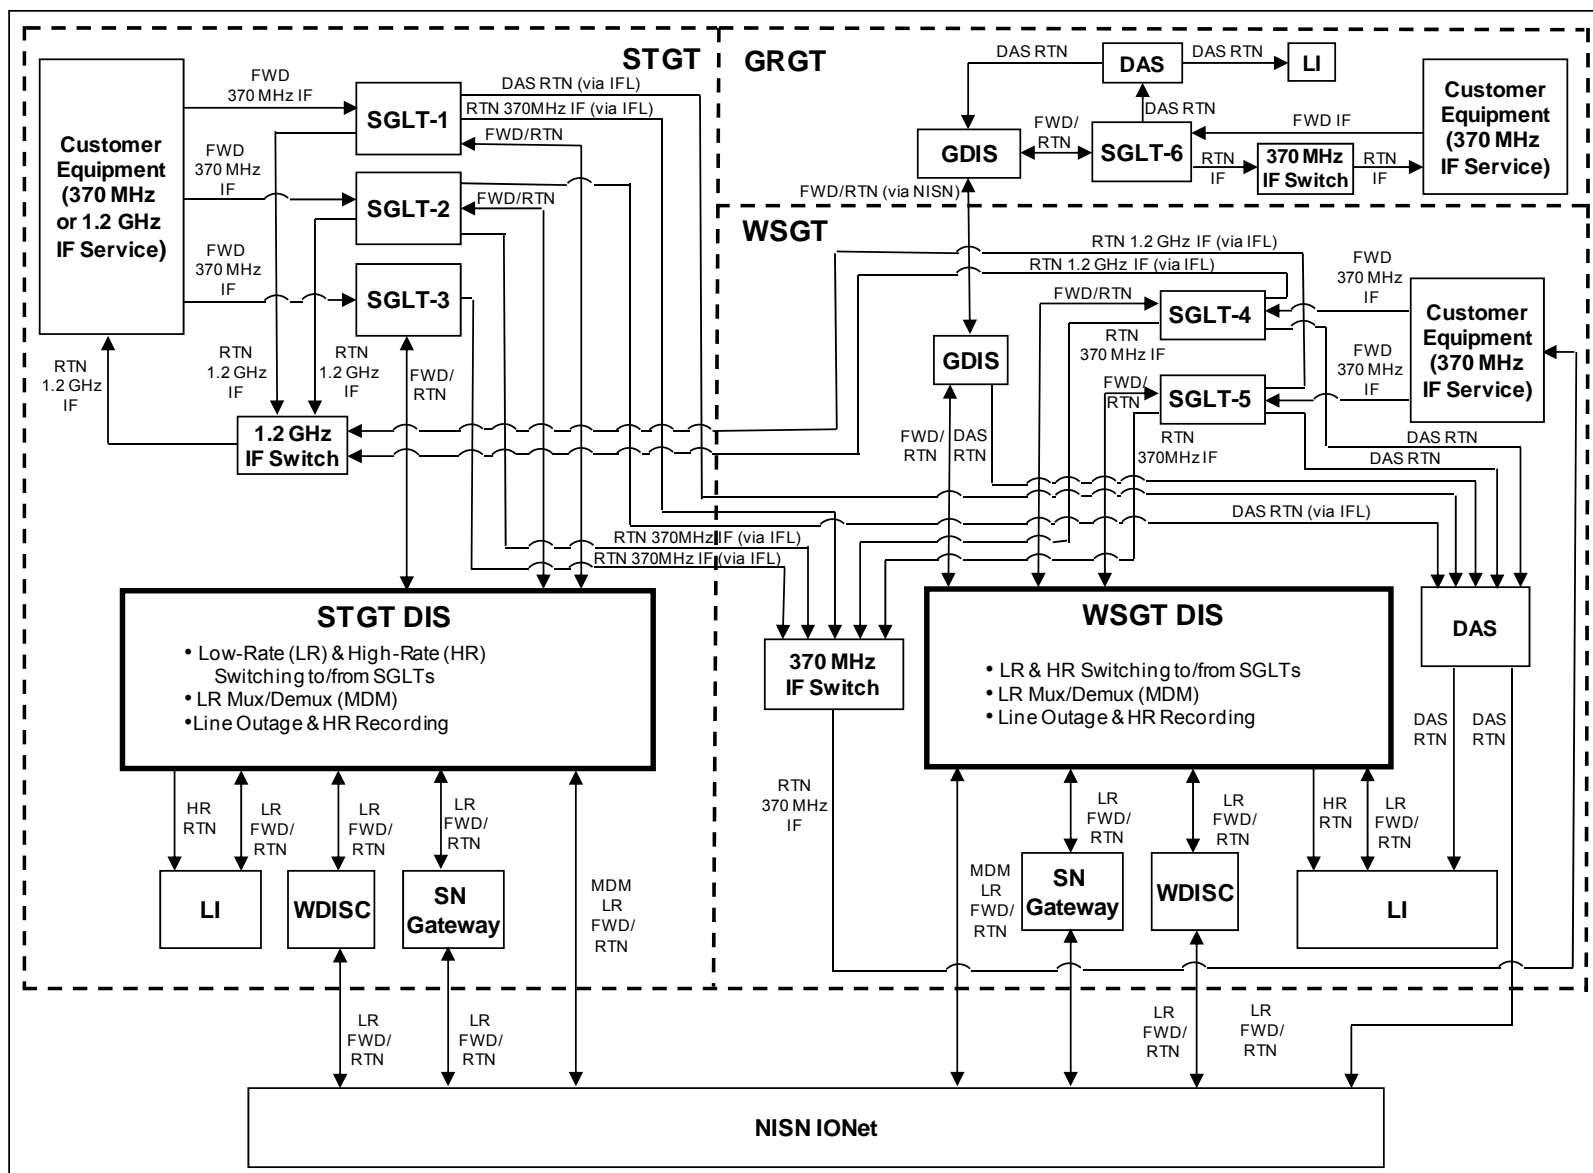 STGT
Customer
Equipment
(370 MHz
or 1.2 GHz
IF Service)
FWD
370 MHz IF
SGLT-1
DAS RTN (via IFL)
RTN 370MHz IF (via IFL)
FWD/RTN
FWD
370 MHz
IF
SGLT-2
FWD/RTN
FWD
370 MHz
IF
SGLT-3
RTN
1.2 GHz
IF
RTN
1.2 GHz
IF
RTN
1.2 GHz
IF
FWD/
RTN
1.2 GHz
IF Switch
RTN 370MHz IF (via IFL)
RTN 370MHz IF (via IFL)
STGT DIS
• Low-Rate (LR) & High-Rate (HR)
Switching to/from SGLTs
• LR Mux/Demux (MDM)
•Line Outage & HR Recording
HR
RTN
LR
FWD/
RTN
LR
FWD/
RTN
LR
FWD/
RTN
MDM
LR
FWD/
RTN
LI
WDISC
SN
Gateway
LR
FWD/
RTN
LR
FWD/
RTN
GRGT
DAS RTN
DAS
DAS RTN
LI
DAS RTN
GDIS
FWD/
RTN
SGLT-6
FWD IF
RTN
IF
370 MHz
IF Switch
RTN
IF
Customer
Equipment
(370 MHz
IF Service)
FWD/RTN (via NISN)
WSGT
RTN 1.2 GHz IF (via IFL)
RTN 1.2 GHz IF (via IFL)
FWD
370 MHz
IF
FWD/RTN
SGLT-4
Customer
Equipment
(370 MHz
IF Service)
GDIS
RTN
370 MHz IF
FWD
370 MHz
IF
FWD/
RTN
SGLT-5
FWD/
RTN
DAS
RTN
RTN
370MHz IF
DAS RTN
DAS RTN
DAS RTN (via IFL)
WSGT DIS
• LR & HR Switching to/from SGLTs
• LR Mux/Demux (MDM)
• Line Outage & HR Recording
DAS
370 MHz
IF Switch
DAS
RTN
DAS
RTN
RTN
370 MHz
IF
LR
FWD/
RTN
LR
FWD/
RTN
HR
RTN
LR
FWD/
RTN
MDM
LR
FWD/
RTN
SN
Gateway
WDISC
LI
LR
FWD/
RTN
LR
FWD/
RTN
NISN IONet